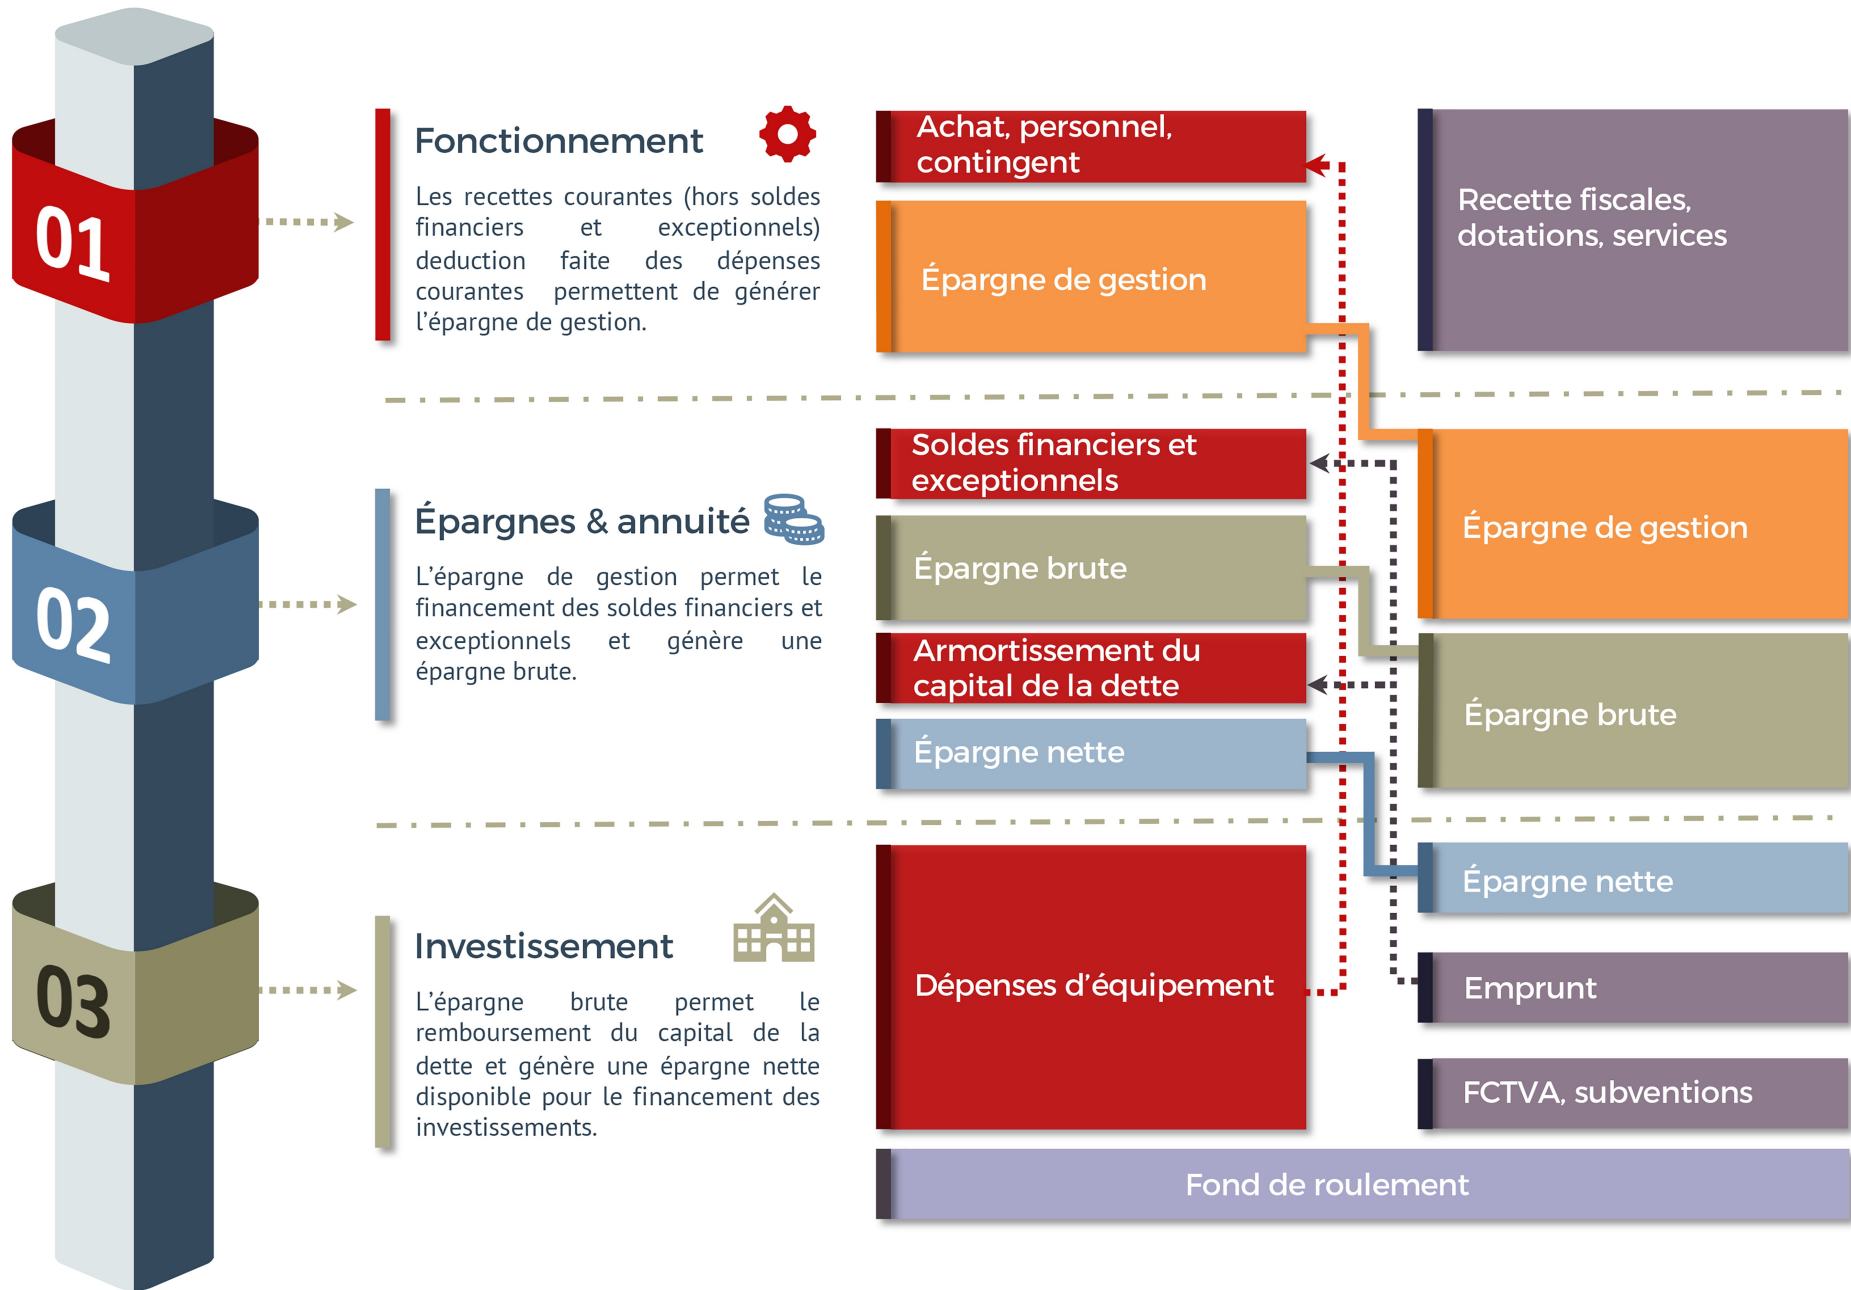 01
Fonctionnement
Les recettes courantes (hors soldes
financiers et exceptionnels)
deduction faite des dépenses
courantes permettent de générer
l'épargne de gestion.
Achat, personnel,
contingent
Épargne de gestion
Recette fiscales,
dotations, services
02
Épargnes & annuité
L'épargne de gestion permet le
financement des soldes financiers et
exceptionnels et génère une
épargne brute.
Soldes financiers et
exceptionnels
Épargne brute
Armortissement du
capital de la dette
Épargne nette
Épargne de gestion
Épargne brute
03
Investissement
L'épargne brute permet le
remboursement du capital de la
dette et génère une épargne nette
disponible pour le financement des
investissements.
Dépenses d'équipement
Épargne nette
Emprunt
FCTVA, subventions
Fond de roulement